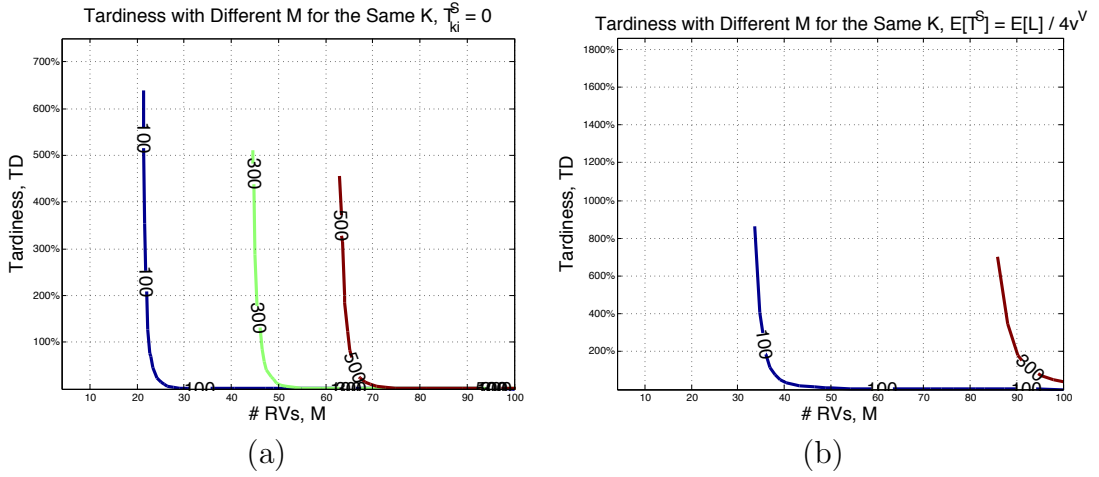 Tardiness with Different M for the Same K, T_ki^S = 0
Tardiness, TD
700%
600%
500%
400%
300%
200%
100%
100
100
100
300
300
500
500
10 20 30 40 50 60 70 80 90 100
# RVs, M
(a)
Tardiness with Different M for the Same K, E[T^S] = E[L] / 4v^V
Tardiness, TD
1800%
1600%
1400%
1200%
1000%
800%
600%
400%
200%
100
100
100
300
10 20 30 40 50 60 70 80 90 100
# RVs, M
(b)